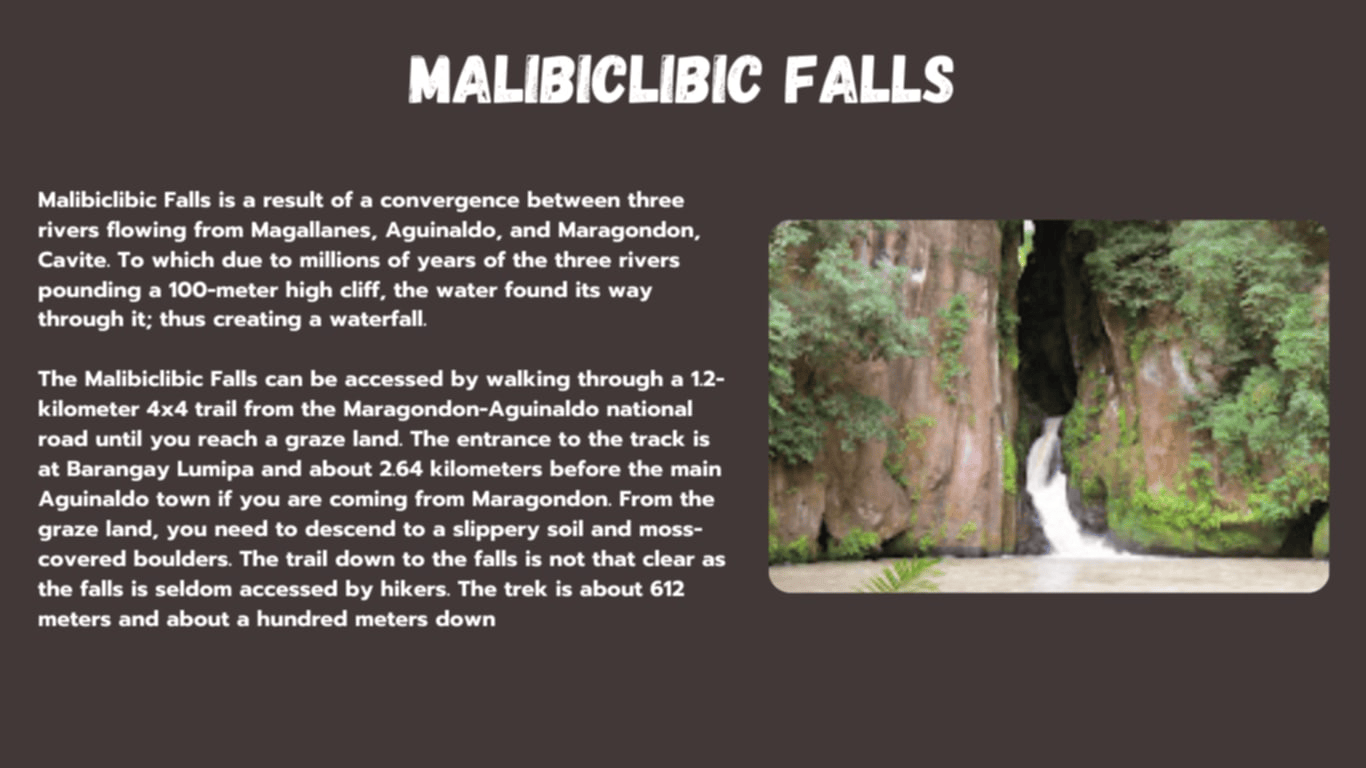 MALIBICLIBIC FALLS
Malibiclibic Falls is a result of a convergence between three
rivers flowing from Magallanes, Aguinaldo, and Maragondon,
Cavite. To which due to millions of years of the three rivers
pounding a 100-meter high cliff, the water found its way
through it; thus creating a waterfall.
The Malibiclibic Falls can be accessed by walking through a 1.2-
kilometer 4x4 trail from the Maragondon-Aguinaldo national
road until you reach a graze land. The entrance to the track is
at Barangay Lumipa and about 2.64 kilometers before the main
Aguinaldo town if you are coming from Maragondon. From the
graze land, you need to descend to a slippery soil and moss-
covered boulders. The trail down to the falls is not that clear as
the falls is seldom accessed by hikers. The trek is about 612
meters and about a hundred meters down